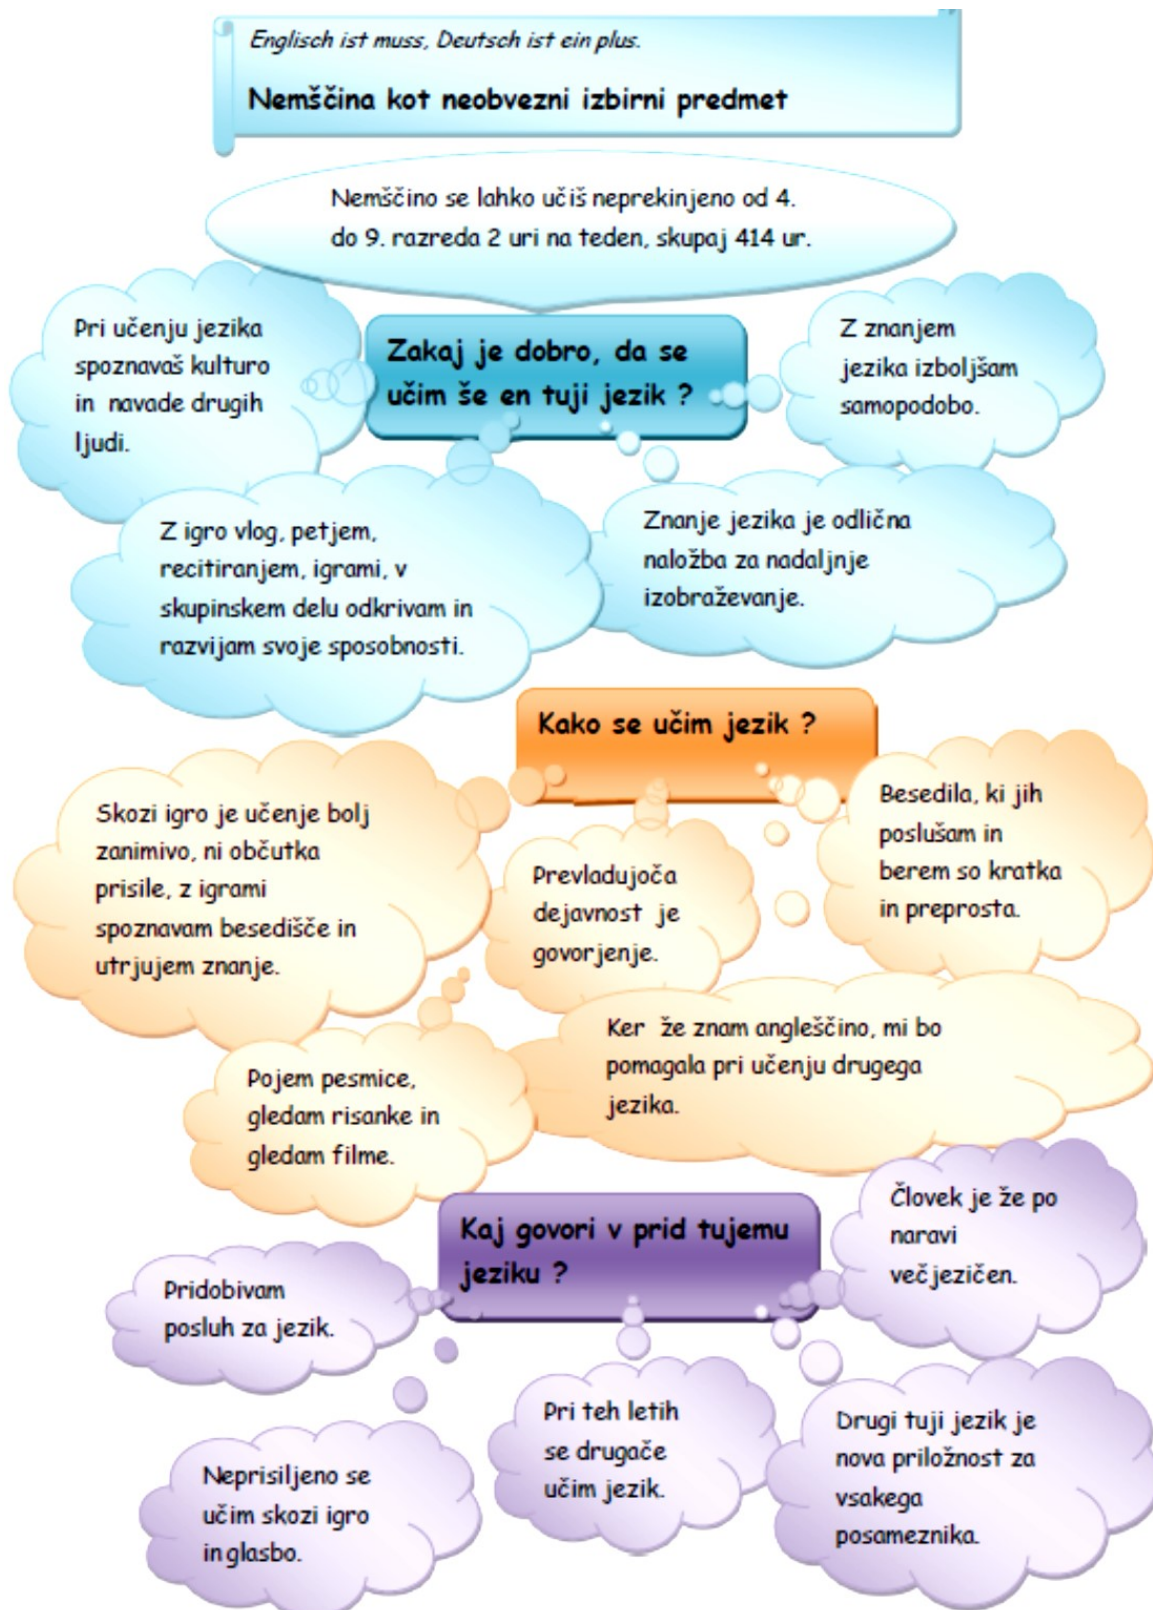 Englisch ist muss, Deutsch ist ein plus.
Nemščina kot neobvezni izbirni predmet
Nemščino se lahko učiš neprekinjeno od 4.
do 9. razreda 2 uri na teden, skupaj 414 ur.
Zakaj je dobro, da se
učim še en tuji jezik ?
Pri učenju jezika
spoznavaš kulturo
in navade drugih
ljudi.
Z znanjem
jezika izboljšam
samopodobo.
Z igro vlog, petjem,
recitiranjem, igrami, v
skupinskem delu odkrivam in
razvijam svoje sposobnosti.
Znanje jezika je odlična
naložba za nadaljnje
izobraževanje.
Kako se učim jezik ?
Skozi igro je učenje bolj
zanimivo, ni občutka
prisile, z igrami
spoznavam besedišče in
utrjujem znanje.
Prevladujoča
dejavnost je
govorjenje.
Besedila, ki jih
poslušam in
berem so kratka
in preprosta.
Pojem pesmice,
gledam risanke in
gledam filme.
Ker že znam angleščino, mi bo
pomagala pri učenju drugega
jezika.
Kaj govori v prid tujemu
jeziku ?
Človek je že po
naravi
večjezičen.
Pridobivam
posluh za jezik.
Neprisiljeno se
učim skozi igro
in glasbo.
Pri teh letih
se drugače
učim jezik.
Drugi tuji jezik je
nova priložnost za
vsakega
posameznika.